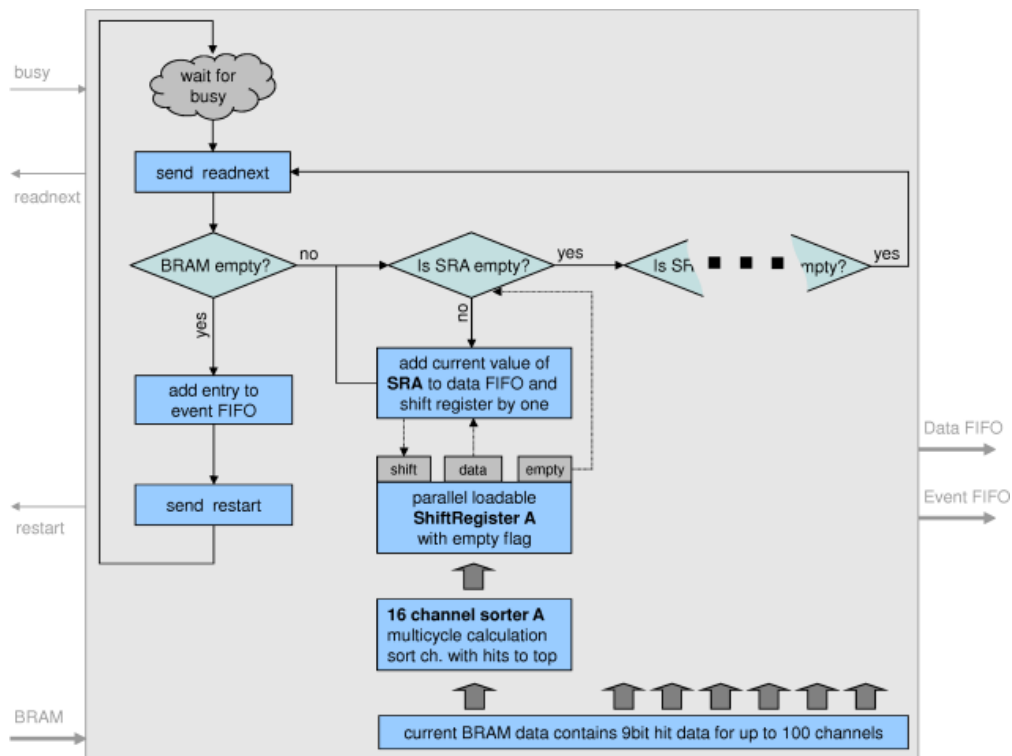 busy
wait for
busy
send readnext
readnext
BRAM empty?
no
Is SRA empty?
yes
Is SR
empty?
yes
yes
no
add entry to
event FIFO
add current value of
SRA to data FIFO and
shift register by one
Data FIFO
shift
data
empty
Event FIFO
send restart
restart
parallel loadable
ShiftRegister A
with empty flag
16 channel sorter A
multicycle calculation
sort ch. with hits to top
BRAM
current BRAM data contains 9bit hit data for up to 100 channels